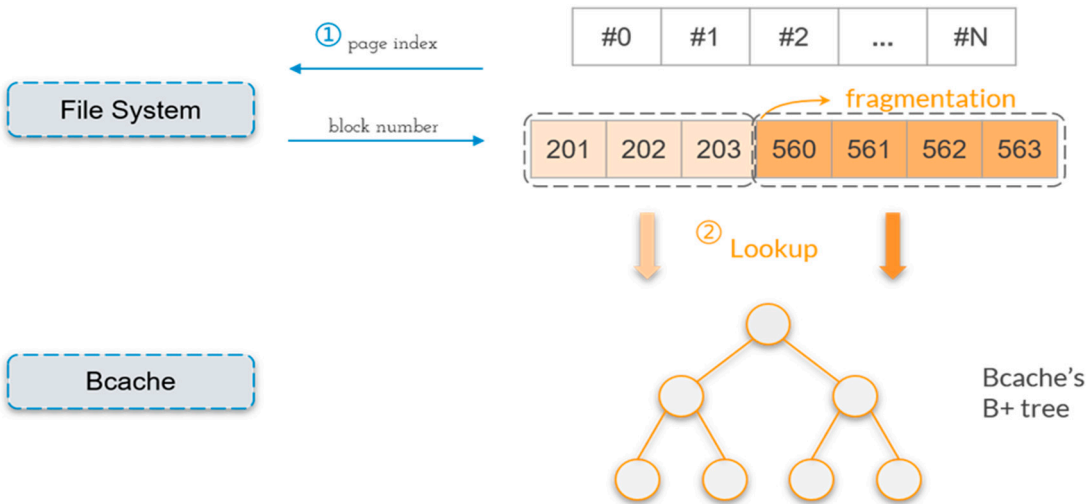 ① page index
#0 #1 #2 ... #N
File System
fragmentation
block number
201 202 203 560 561 562 563
② Lookup
Bcache
Bcache's
B+ tree